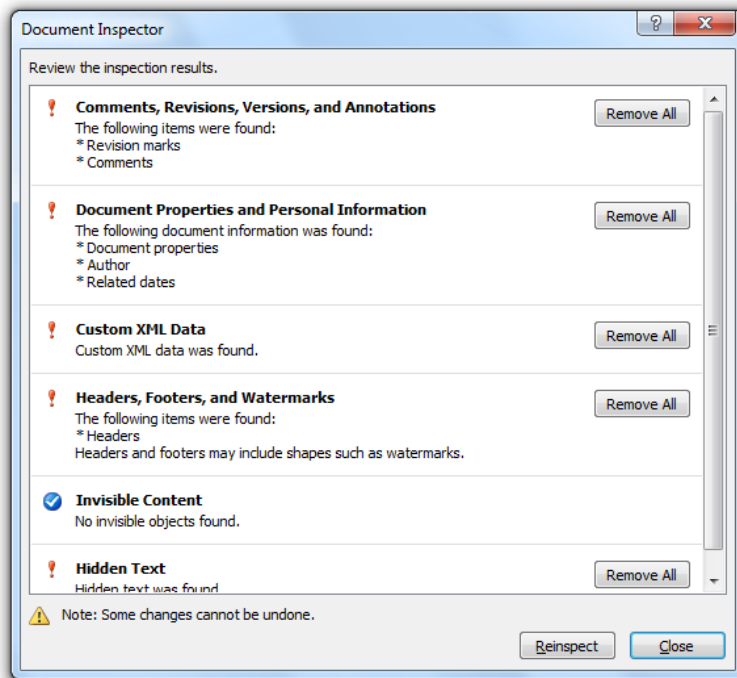 Document Inspector
Review the inspection results.
Comments, Revisions, Versions, and Annotations
Remove All
The following items were found:
* Revision marks
* Comments
Document Properties and Personal Information
Remove All
The following document information was found:
* Document properties
* Author
* Related dates
Custom XML Data
Remove All
Custom XML data was found.
Headers, Footers, and Watermarks
Remove All
The following items were found:
* Headers
Headers and footers may include shapes such as watermarks.
Invisible Content
No invisible objects found.
Hidden Text
Remove All
Hidden text was found
Note: Some changes cannot be undone.
Reinspect
Close